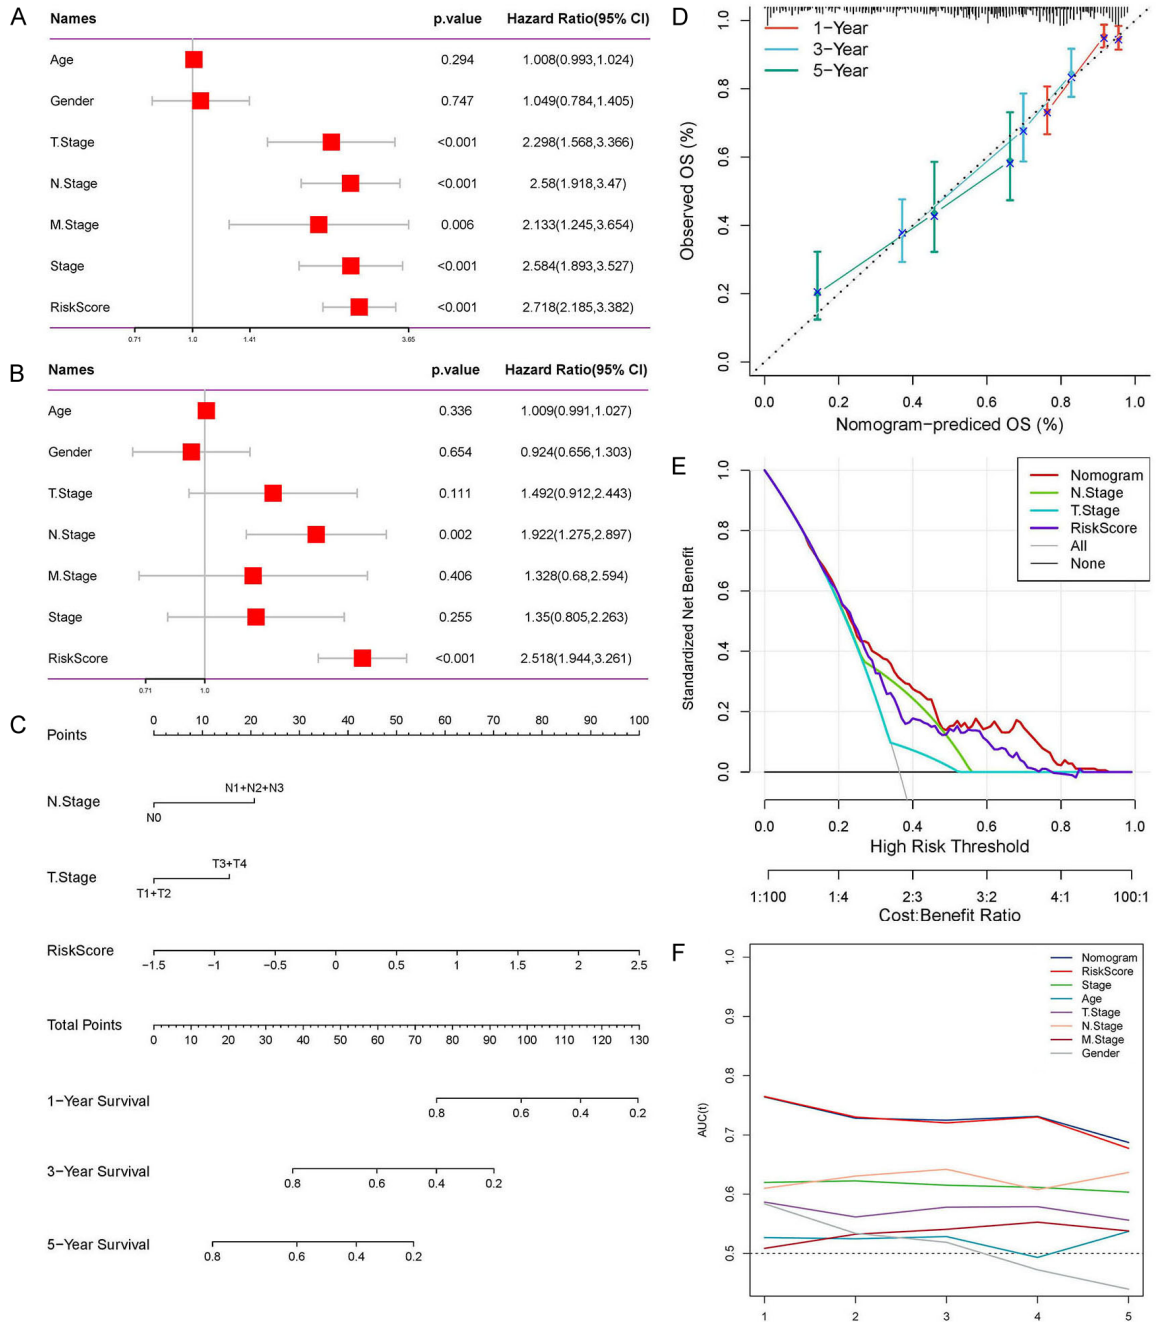 A
Names p.value Hazard Ratio(95% CI)
Age 0.294 1.008(0.993,1.024)
Gender 0.747 1.049(0.784,1.405)
T.Stage <0.001 2.298(1.568,3.366)
N.Stage <0.001 2.58(1.918,3.47)
M.Stage 0.006 2.133(1.245,3.654)
Stage <0.001 2.584(1.893,3.527)
RiskScore <0.001 2.718(2.185,3.382)
0.71 1.0 1.41 3.65
B
Names p.value Hazard Ratio(95% CI)
Age 0.336 1.009(0.991,1.027)
Gender 0.654 0.924(0.656,1.303)
T.Stage 0.111 1.492(0.912,2.443)
N.Stage 0.002 1.922(1.275,2.897)
M.Stage 0.406 1.328(0.68,2.594)
Stage 0.255 1.35(0.805,2.263)
RiskScore <0.001 2.518(1.944,3.261)
0.71 1.0
C
0 10 20 30 40 50 60 70 80 90 100
Points
N1+N2+N3
N.Stage
N0
T3+T4
T.Stage
T1+T2
RiskScore
−1.5 −1 −0.5 0 0.5 1 1.5 2 2.5
Total Points
0 10 20 30 40 50 60 70 80 90 100 110 120 130
1−Year Survival
0.8 0.6 0.4 0.2
3−Year Survival
0.8 0.6 0.4 0.2
5−Year Survival
0.8 0.6 0.4 0.2
D
1−Year
3−Year
5−Year
Observed OS (%)
1.0
0.8
0.6
0.4
0.2
0.0
0.0 0.2 0.4 0.6 0.8 1.0
Nomogram−prediced OS (%)
E
Nomogram
N.Stage
T.Stage
RiskScore
All
None
Standardized Net Benefit
1.0
0.8
0.6
0.4
0.2
0.0
0.0 0.2 0.4 0.6 0.8 1.0
High Risk Threshold
1:100 1:4 2:3 3:2 4:1 100:1
Cost:Benefit Ratio
F
Nomogram
RiskScore
Stage
Age
T.Stage
N.Stage
M.Stage
Gender
AUC(t)
1.0
0.9
0.8
0.7
0.6
0.5
1 2 3 4 5